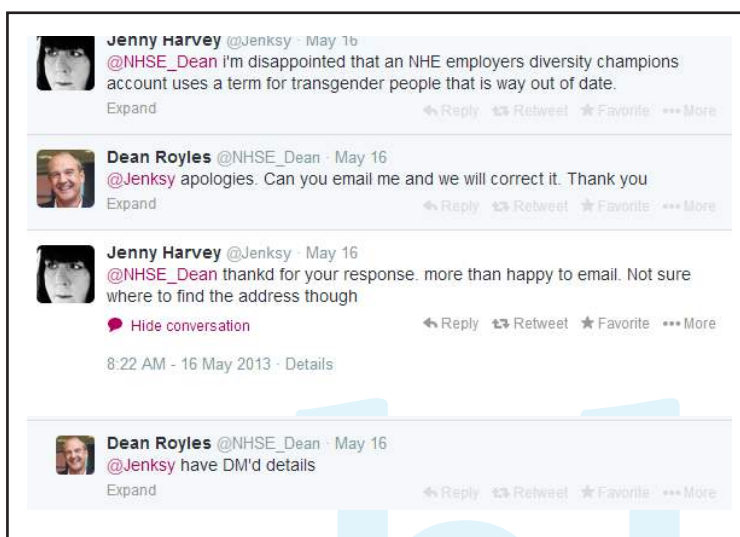 Jenny Harvey @Jenksy · May 16
@NHSE_Dean i'm disappointed that an NHE employers diversity champions
account uses a term for transgender people that is way out of date.
Expand Reply Retweet Favorite More
Dean Royles @NHSE_Dean · May 16
@Jenksy apologies. Can you email me and we will correct it. Thank you
Expand Reply Retweet Favorite More
Jenny Harvey @Jenksy · May 16
@NHSE_Dean thankd for your response. more than happy to email. Not sure
where to find the address though
Hide conversation Reply Retweet Favorite More
8:22 AM - 16 May 2013 · Details
Dean Royles @NHSE_Dean · May 16
@Jenksy have DM'd details
Expand Reply Retweet Favorite More